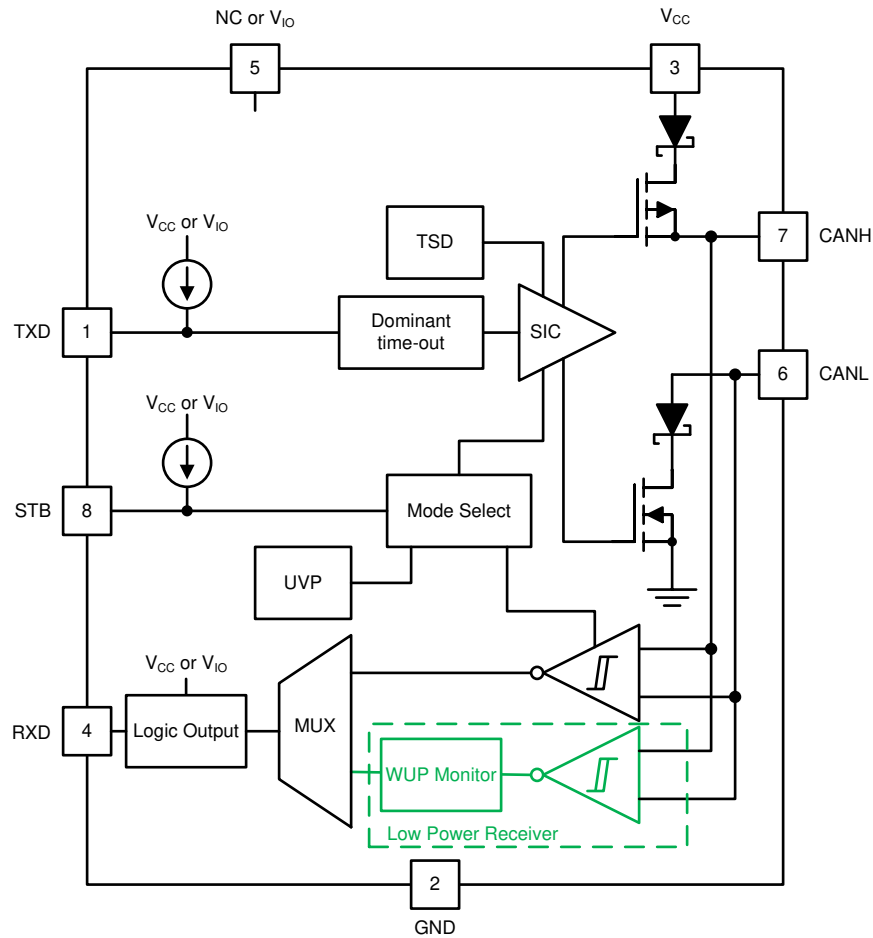 NC or VIO
VCC
5
3
VCC or VIO
TSD
7
CANH
TXD
1
Dominant
time-out
SIC
6
CANL
VCC or VIO
STB
8
Mode Select
UVP
VCC or VIO
RXD
4
Logic Output
MUX
WUP Monitor
Low Power Receiver
2
GND